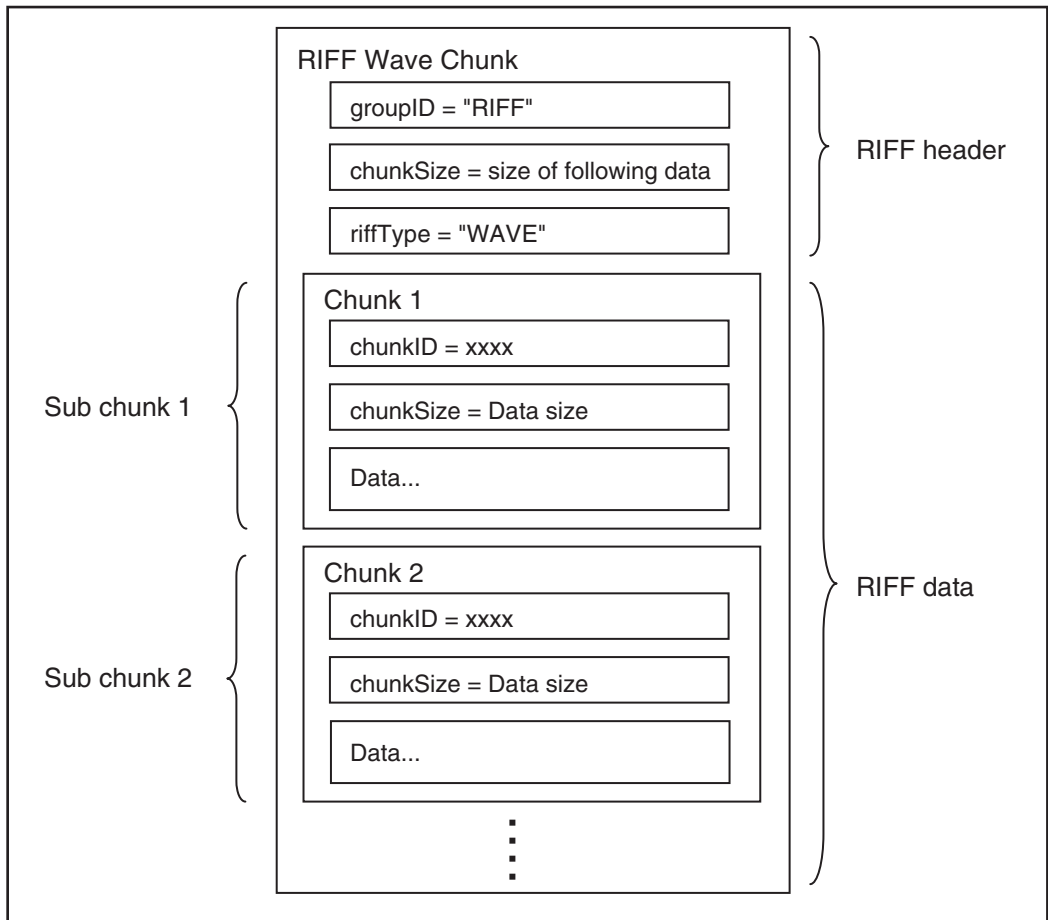 RIFF Wave Chunk
groupID = "RIFF"
chunkSize = size of following data
riffType = "WAVE"
RIFF header
Chunk 1
chunkID = xxxx
chunkSize = Data size
Data...
Sub chunk 1
Chunk 2
chunkID = xxxx
chunkSize = Data size
Data...
Sub chunk 2
RIFF data